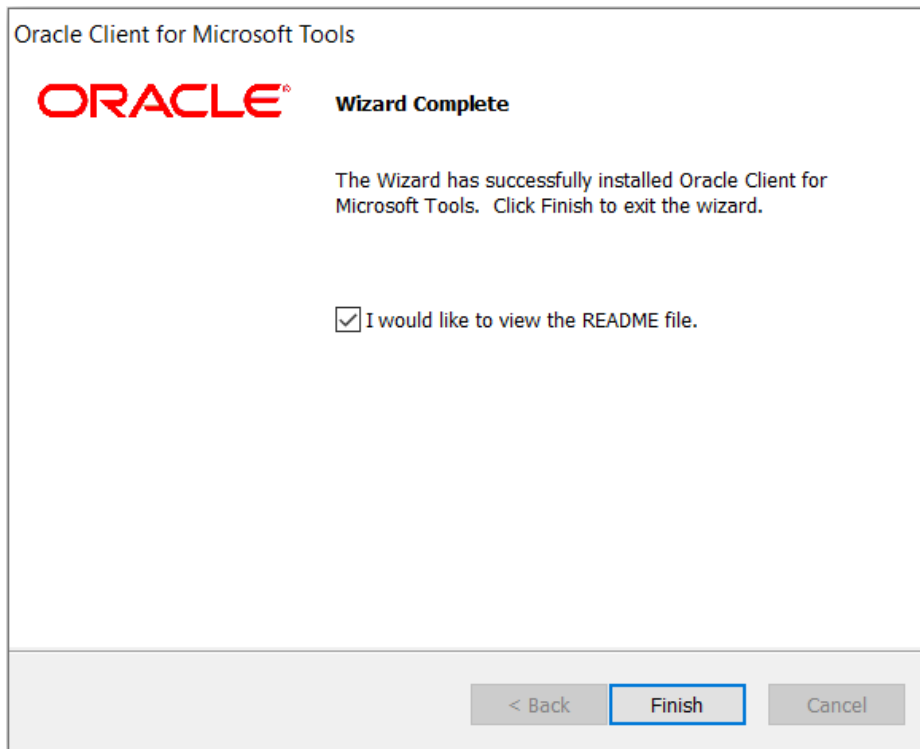 Oracle Client for Microsoft Tools
ORACLE®
Wizard Complete
The Wizard has successfully installed Oracle Client for
Microsoft Tools.  Click Finish to exit the wizard.
I would like to view the README file.
< Back
Finish
Cancel